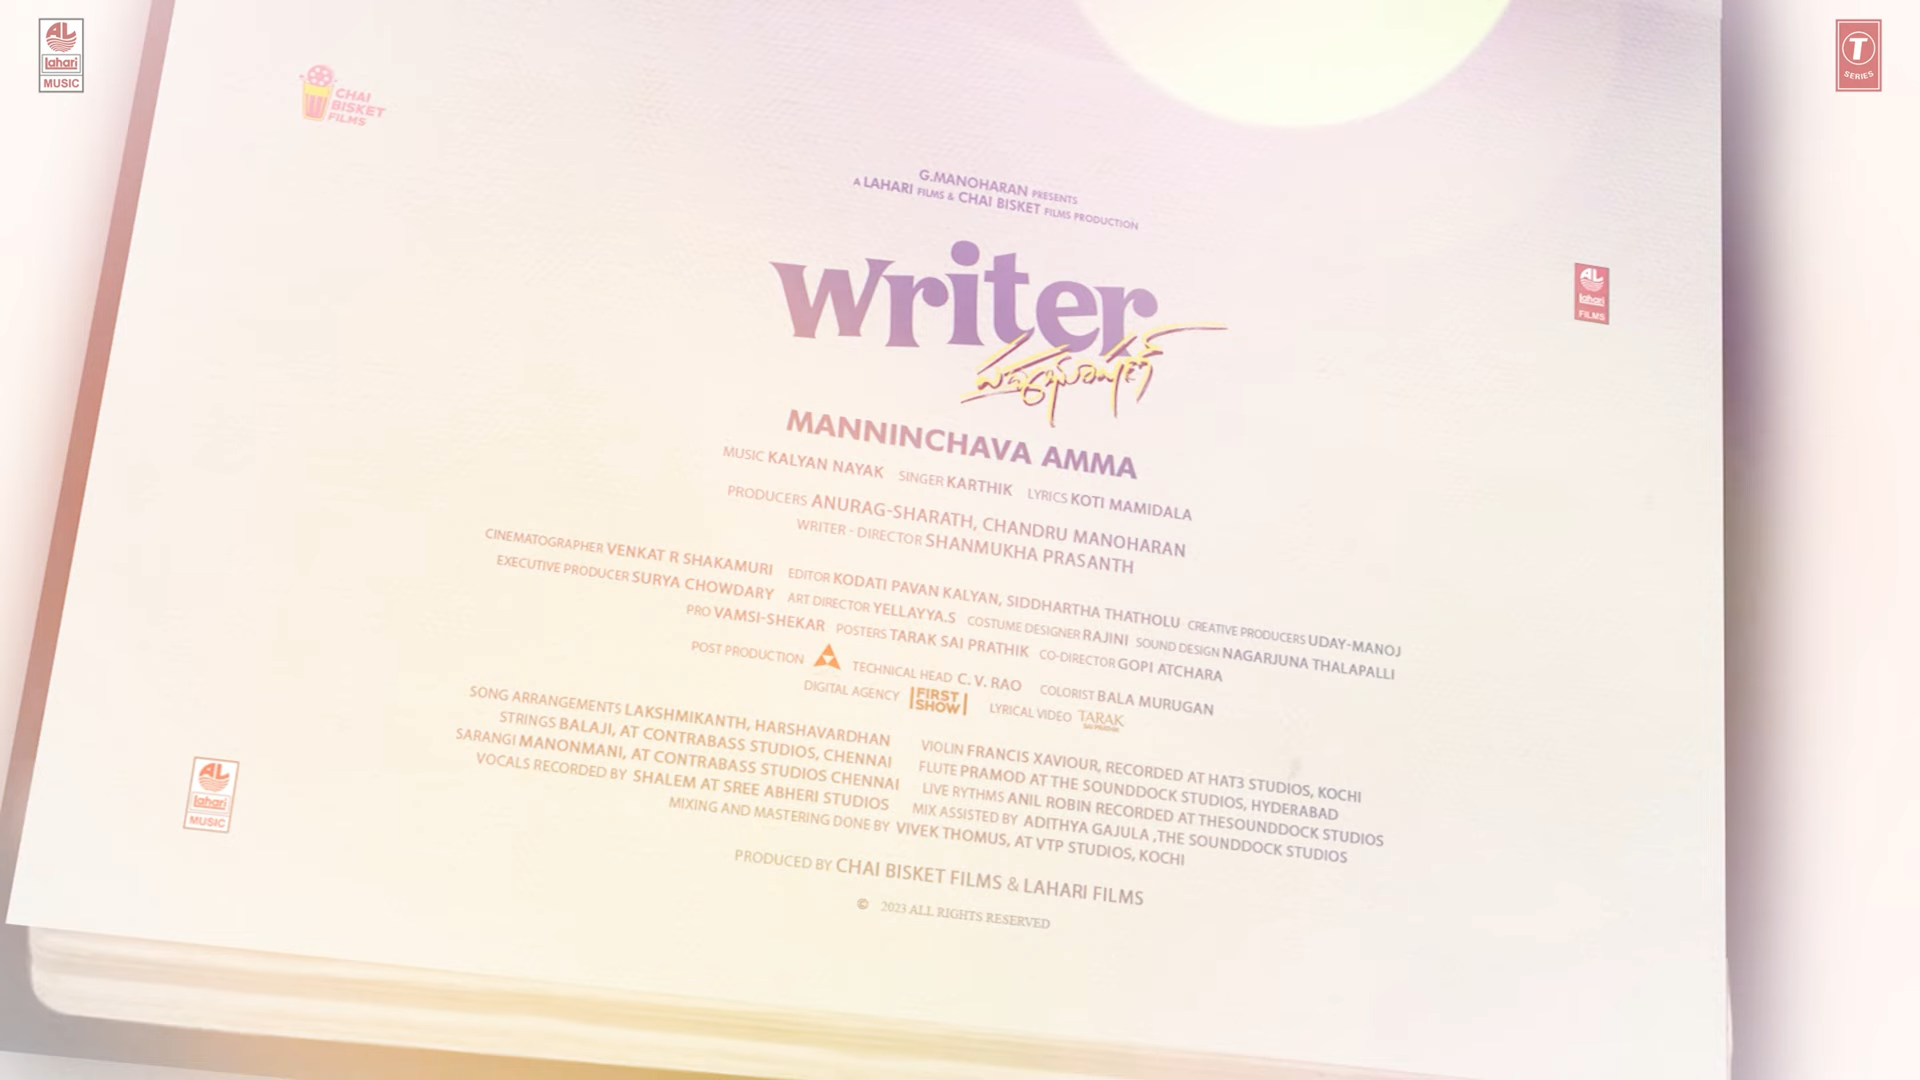 AL
lahari
MUSIC
T
SERIES
CHAI
BISKET
FILMS
G.MANOHARAN PRESENTS
A LAHARI FILMS & CHAI BISKET FILMS PRODUCTION
writer
పద్మభూషణ్
AL
lahari
FILMS
MANNINCHAVA AMMA
MUSIC KALYAN NAYAK SINGER KARTHIK LYRICS KOTI MAMIDALA
PRODUCERS ANURAG-SHARATH, CHANDRU MANOHARAN
WRITER - DIRECTOR SHANMUKHA PRASANTH
CINEMATOGRAPHER VENKAT R SHAKAMURI EDITOR KODATI PAVAN KALYAN, SIDDHARTHA THATHOLU CREATIVE PRODUCERS UDAY-MANOJ
EXECUTIVE PRODUCER SURYA CHOWDARY ART DIRECTOR YELLAYYA.S COSTUME DESIGNER RAJINI SOUND DESIGN NAGARJUNA THALAPALLI
PRO VAMSI-SHEKAR POSTERS TARAK SAI PRATHIK CO-DIRECTOR GOPI ATCHARA
POST PRODUCTION TECHNICAL HEAD C. V. RAO COLORIST BALA MURUGAN
DIGITAL AGENCY FIRST SHOW LYRICAL VIDEO TARAK SAI PRATHIK
SONG ARRANGEMENTS LAKSHMIKANTH, HARSHAVARDHAN
STRINGS BALAJI, AT CONTRABASS STUDIOS, CHENNAI
SARANGI MANONMANI, AT CONTRABASS STUDIOS CHENNAI
VOCALS RECORDED BY SHALEM AT SREE ABHERI STUDIOS
VIOLIN FRANCIS XAVIOUR, RECORDED AT HAT3 STUDIOS, KOCHI
FLUTE PRAMOD AT THE SOUNDDOCK STUDIOS, HYDERABAD
LIVE RYTHMS ANIL ROBIN RECORDED AT THESOUNDDOCK STUDIOS
MIX ASSISTED BY ADITHYA GAJULA ,THE SOUNDDOCK STUDIOS
MIXING AND MASTERING DONE BY VIVEK THOMUS, AT VTP STUDIOS, KOCHI
AL
lahari
MUSIC
PRODUCED BY CHAI BISKET FILMS & LAHARI FILMS
© 2023 ALL RIGHTS RESERVED